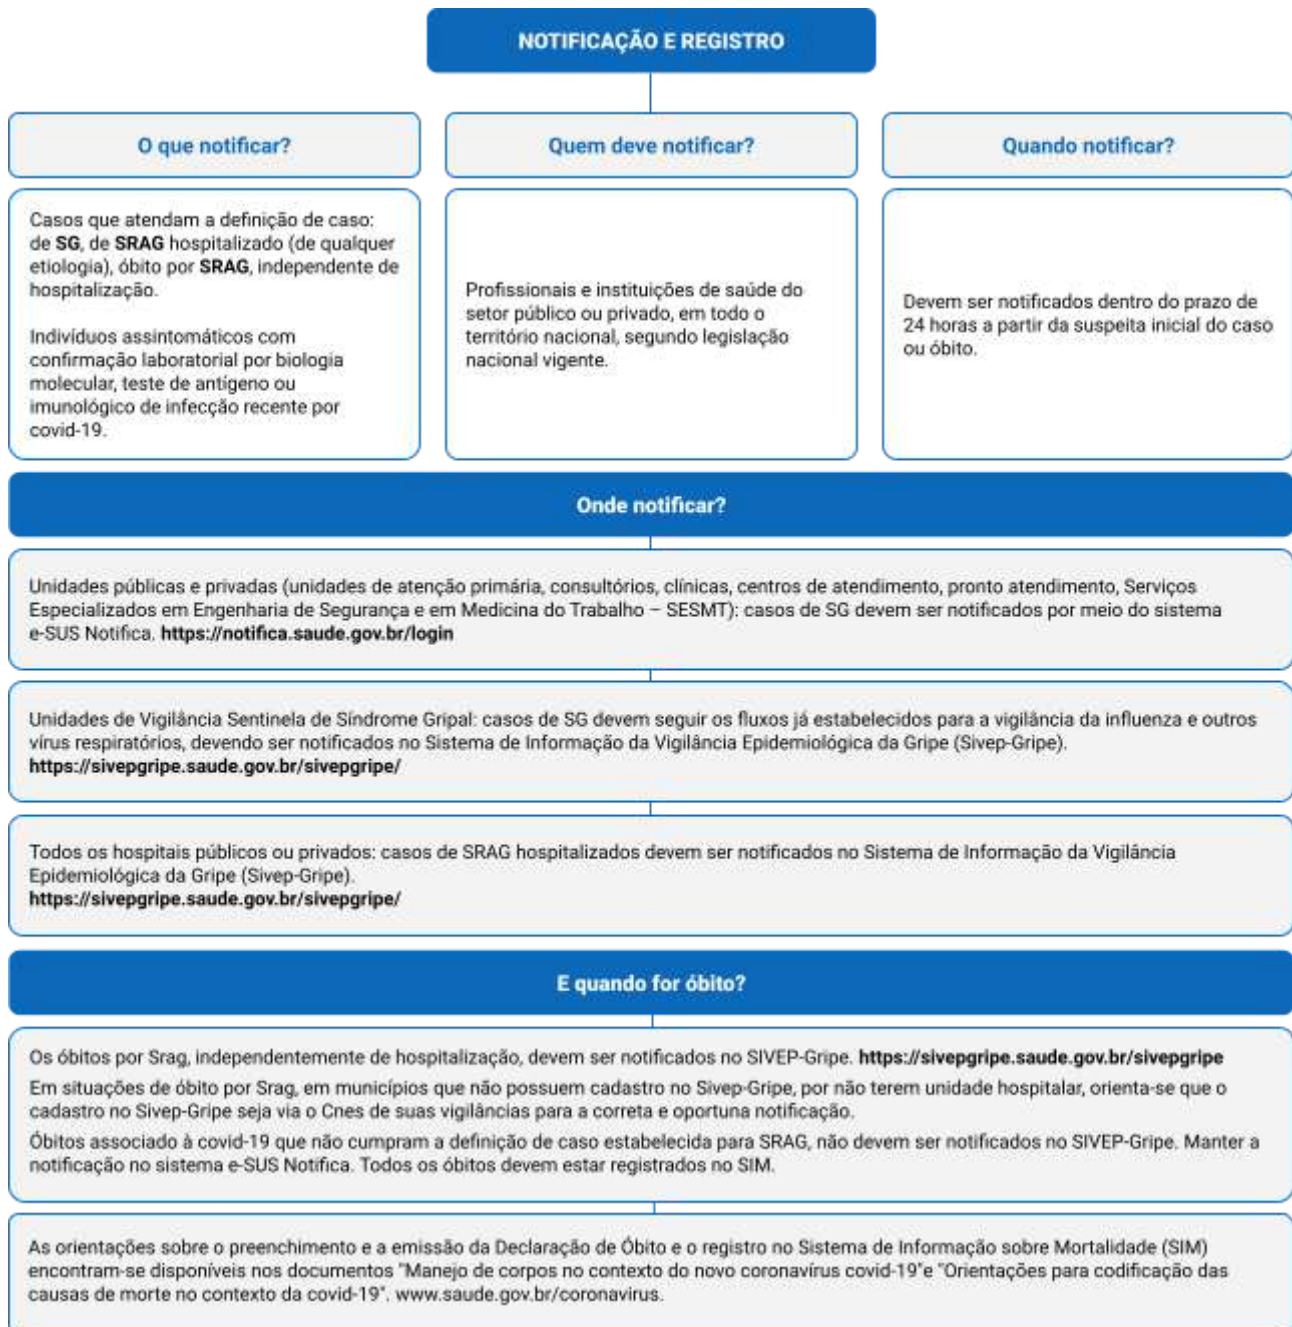 NOTIFICAÇÃO E REGISTRO
O que notificar?
Quem deve notificar?
Quando notificar?
Casos que atendam a definição de caso:
de SG, de SRAG hospitalizado (de qualquer
etiologia), óbito por SRAG, independente de
hospitalização.
Indivíduos assintomáticos com
confirmação laboratorial por biologia
molecular, teste de antígeno ou
imunológico de infecção recente por
covid-19.
Profissionais e instituições de saúde do
setor público ou privado, em todo o
território nacional, segundo legislação
nacional vigente.
Devem ser notificados dentro do prazo de
24 horas a partir da suspeita inicial do caso
ou óbito.
Onde notificar?
Unidades públicas e privadas (unidades de atenção primária, consultórios, clínicas, centros de atendimento, pronto atendimento, Serviços
Especializados em Engenharia de Segurança e em Medicina do Trabalho – SESMT): casos de SG devem ser notificados por meio do sistema
e-SUS Notifica. https://notifica.saude.gov.br/login
Unidades de Vigilância Sentinela de Síndrome Gripal: casos de SG devem seguir os fluxos já estabelecidos para a vigilância da influenza e outros
vírus respiratórios, devendo ser notificados no Sistema de Informação da Vigilância Epidemiológica da Gripe (Sivep-Gripe).
https://sivepgripe.saude.gov.br/sivepgripe/
Todos os hospitais públicos ou privados: casos de SRAG hospitalizados devem ser notificados no Sistema de Informação da Vigilância
Epidemiológica da Gripe (Sivep-Gripe).
https://sivepgripe.saude.gov.br/sivepgripe/
E quando for óbito?
Os óbitos por Srag, independentemente de hospitalização, devem ser notificados no SIVEP-Gripe. https://sivepgripe.saude.gov.br/sivepgripe
Em situações de óbito por Srag, em municípios que não possuem cadastro no Sivep-Gripe, por não terem unidade hospitalar, orienta-se que o
cadastro no Sivep-Gripe seja via o Cnes de suas vigilâncias para a correta e oportuna notificação.
Óbitos associado à covid-19 que não cumpram a definição de caso estabelecida para SRAG, não devem ser notificados no SIVEP-Gripe. Manter a
notificação no sistema e-SUS Notifica. Todos os óbitos devem estar registrados no SIM.
As orientações sobre o preenchimento e a emissão da Declaração de Óbito e o registro no Sistema de Informação sobre Mortalidade (SIM)
encontram-se disponíveis nos documentos "Manejo de corpos no contexto do novo coronavírus covid-19"e "Orientações para codificação das
causas de morte no contexto da covid-19". www.saude.gov.br/coronavirus.